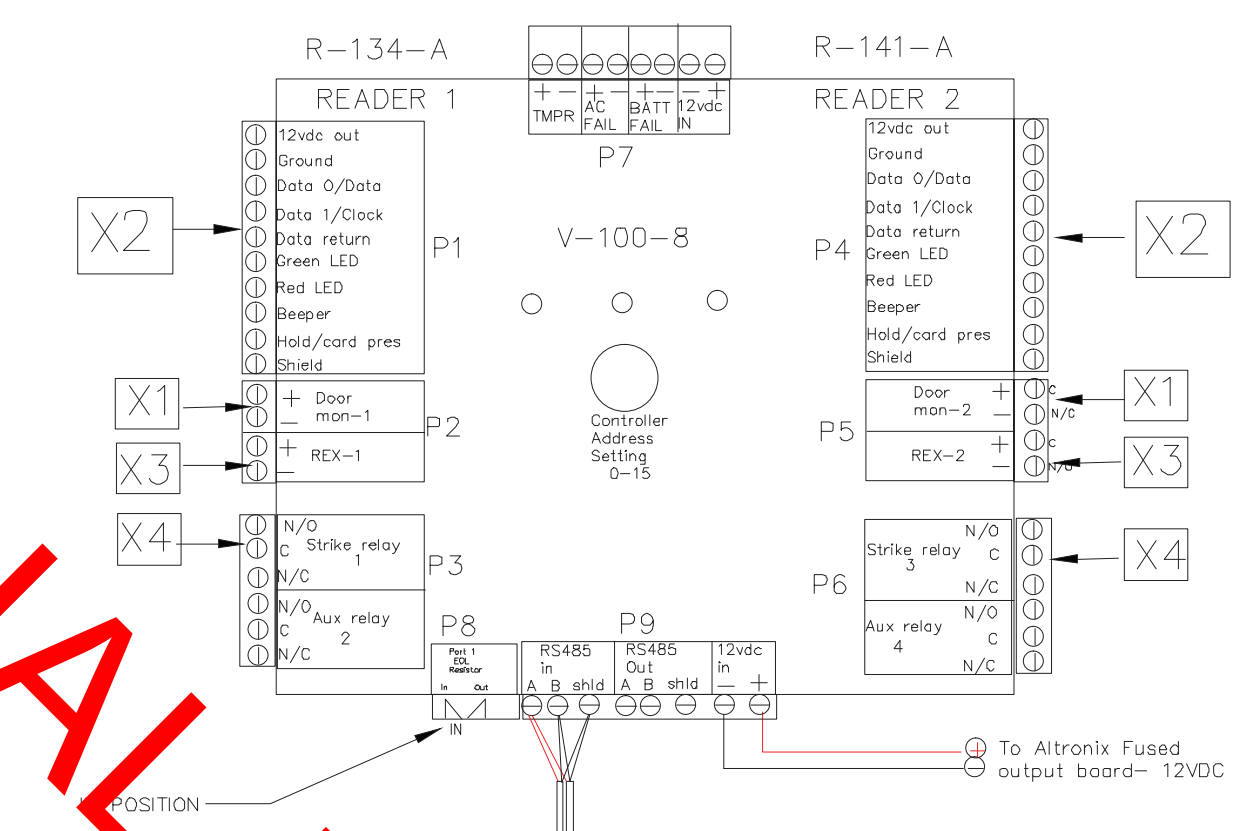 R-134-A
R-141-A
READER 1
READER 2
+ - + - + - - +
TMPR
AC FAIL
BATT FAIL
12vdc IN
P7
12vdc out
Ground
Data 0/Data
Data 1/Clock
Data return
Green LED
Red LED
Beeper
Hold/card pres
Shield
P1
X2
V-100-8
12vdc out
Ground
Data 0/Data
Data 1/Clock
Data return
Green LED
Red LED
Beeper
Hold/card pres
Shield
P4
X2
X1
+ Door
- mon-1
P2
X3
+ REX-1
-
Controller
Address
Setting
0-15
Door +
mon-2 -
C
N/C
X1
P5
REX-2 +
-
C
N/O
X3
X4
N/O
C Strike relay
1
N/C
P3
N/O Aux relay
C 2
N/C
N/O
Strike relay C
3
N/C
X4
P6
N/O
Aux relay C
4
N/C
P8
Port 1
EOL
Resistor
In Out
IN
P9
RS485
in
A B shld
RS485
Out
A B shld
12vdc
in
- +
POSITION
+ To Altronix Fused
- output board- 12VDC